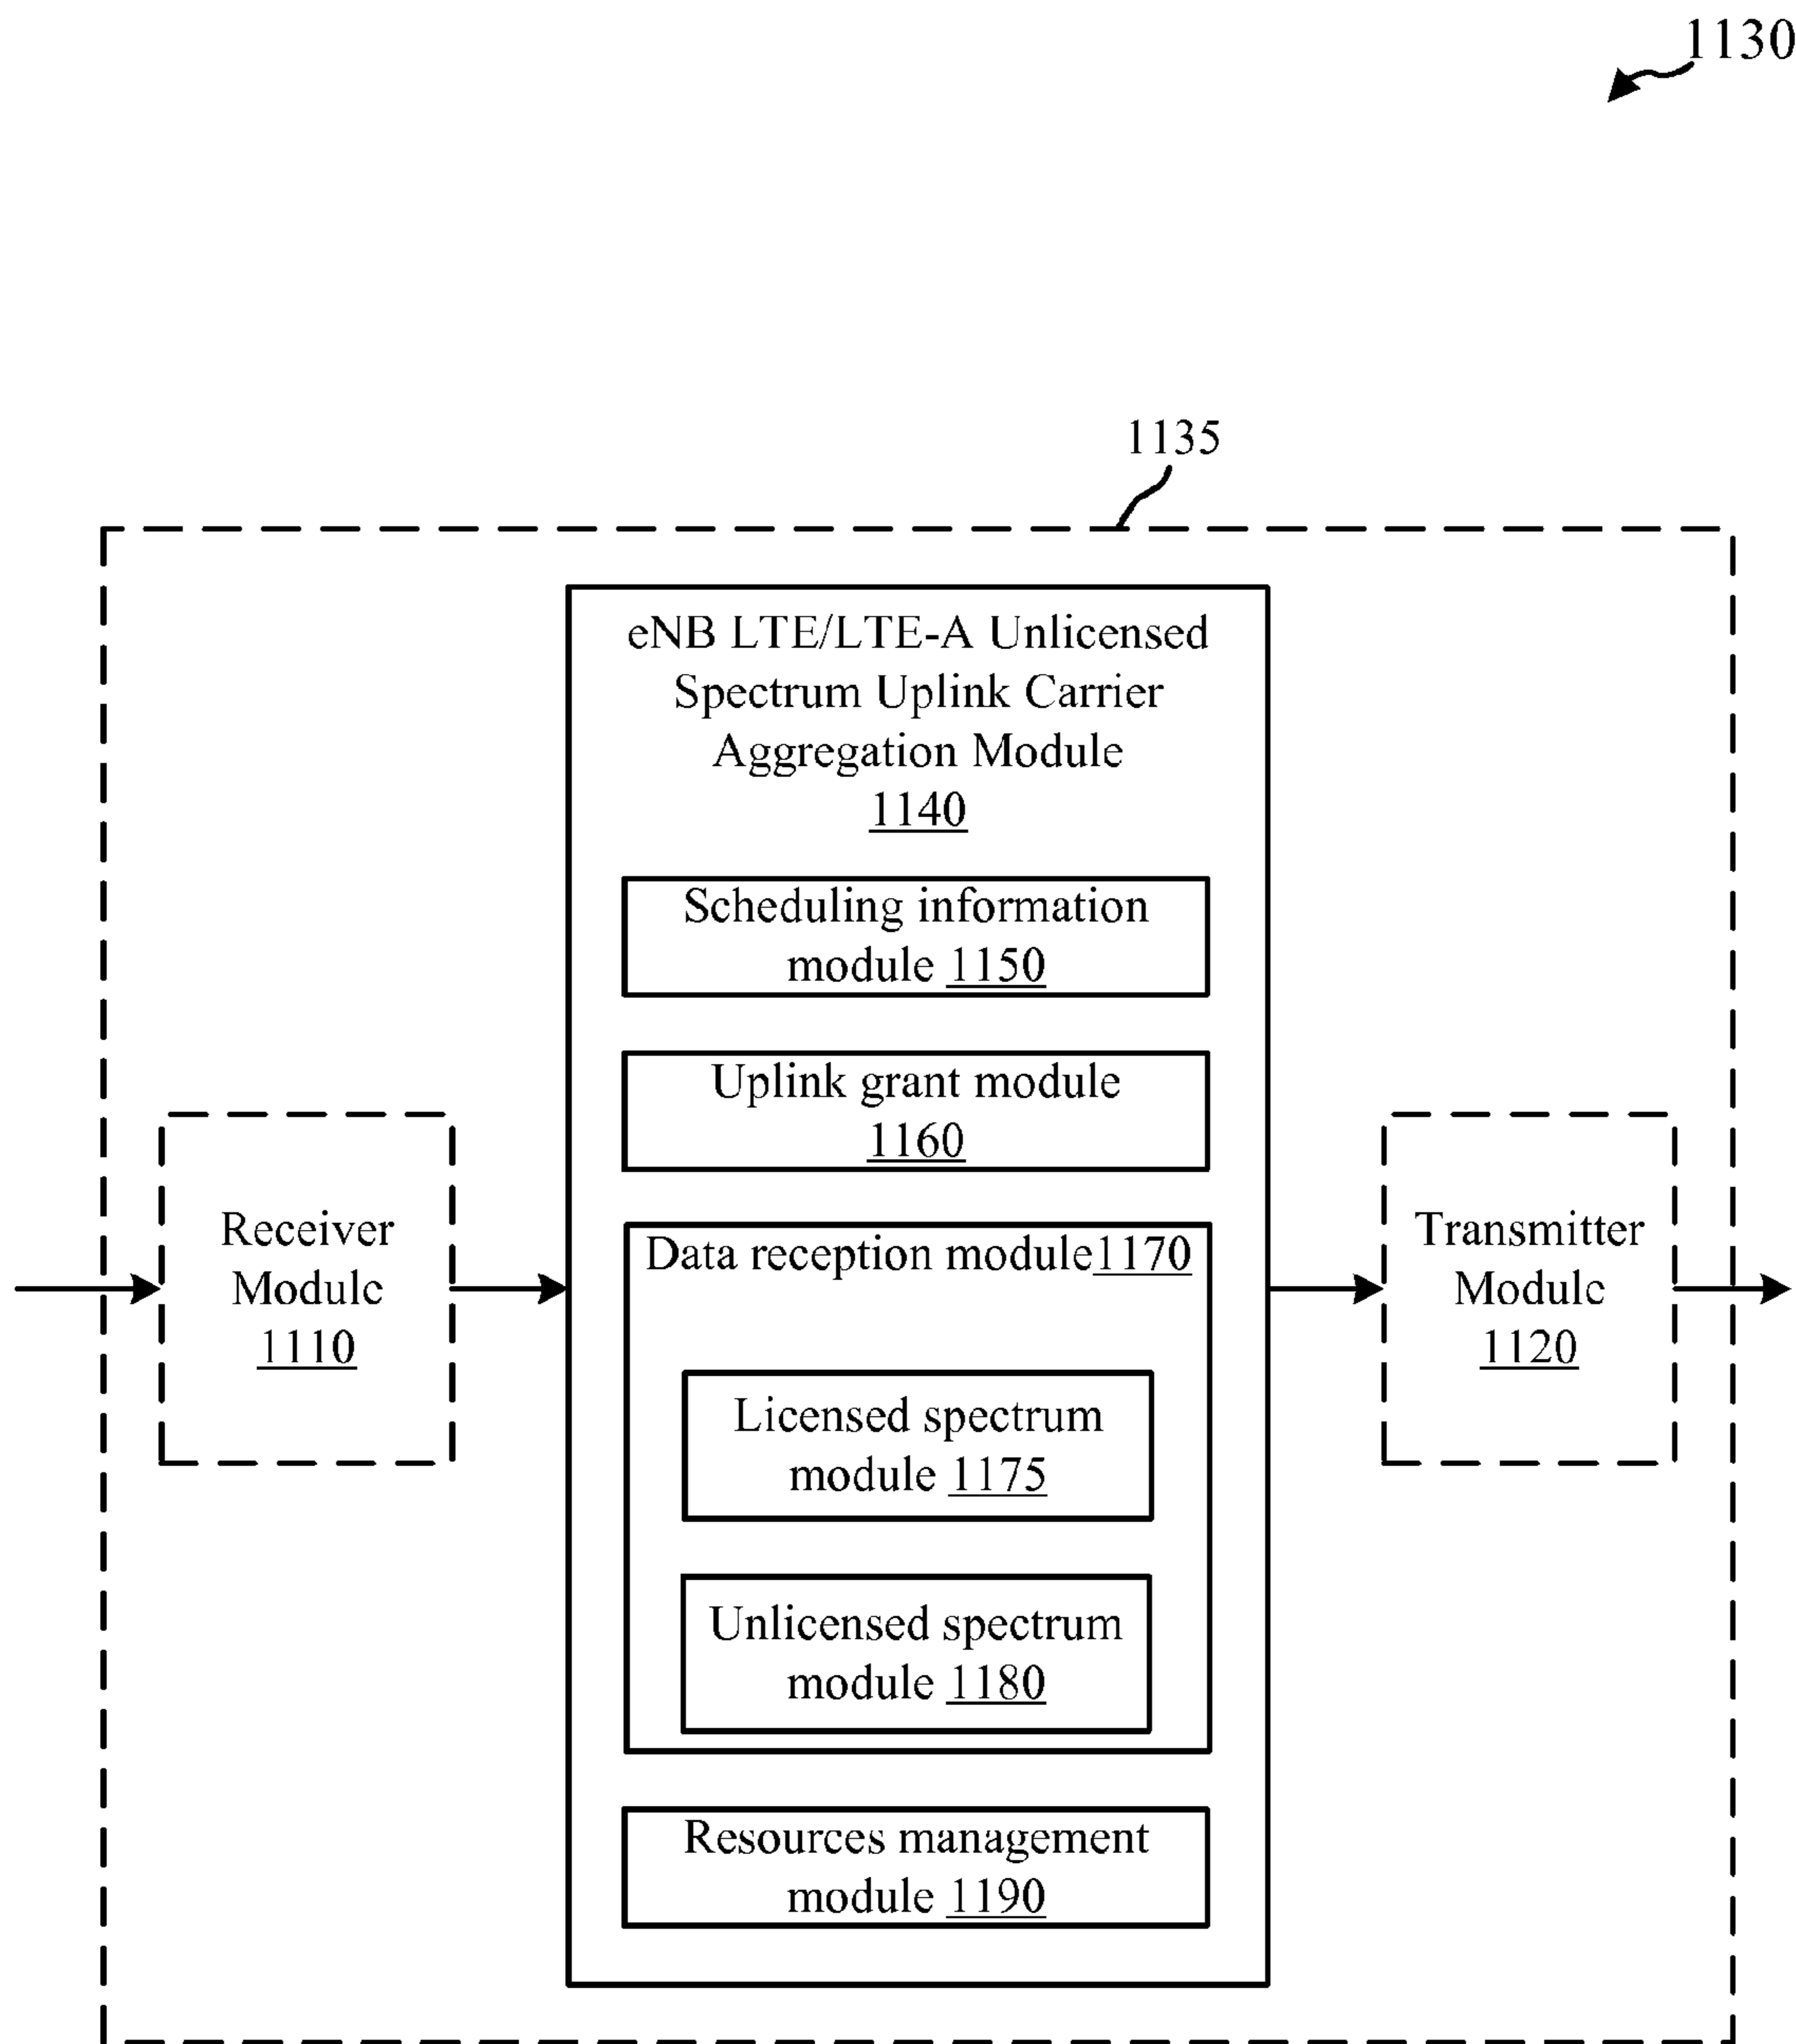 1130
1135
eNB LTE/LTE-A Unlicensed
Spectrum Uplink Carrier
Aggregation Module
1140
Scheduling information
module 1150
Uplink grant module
1160
Receiver
Module
1110
Data reception module 1170
Licensed spectrum
module 1175
Unlicensed spectrum
module 1180
Resources management
module 1190
Transmitter
Module
1120